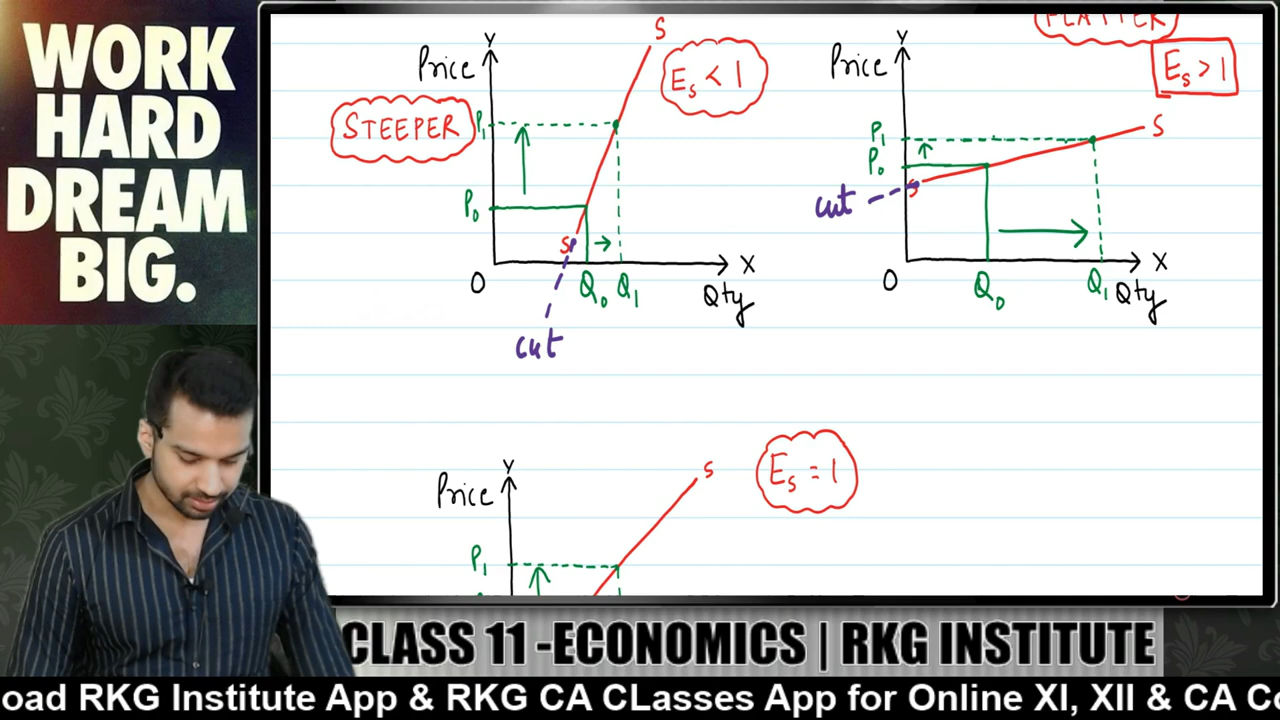 WORK
HARD
DREAM
BIG.
Y
Price
S
Es < 1
STEEPER
P1
P0
S
O
Q0 Q1
X
Qty
cut
FLATTER
Es > 1
Y
Price
P1
P0
S
S
cut
O
Q0
Q1
X
Qty
Y
Price
S
Es = 1
P1
CLASS 11 -ECONOMICS | RKG INSTITUTE
oad RKG Institute App & RKG CA CLasses App for Online XI, XII & CA Co